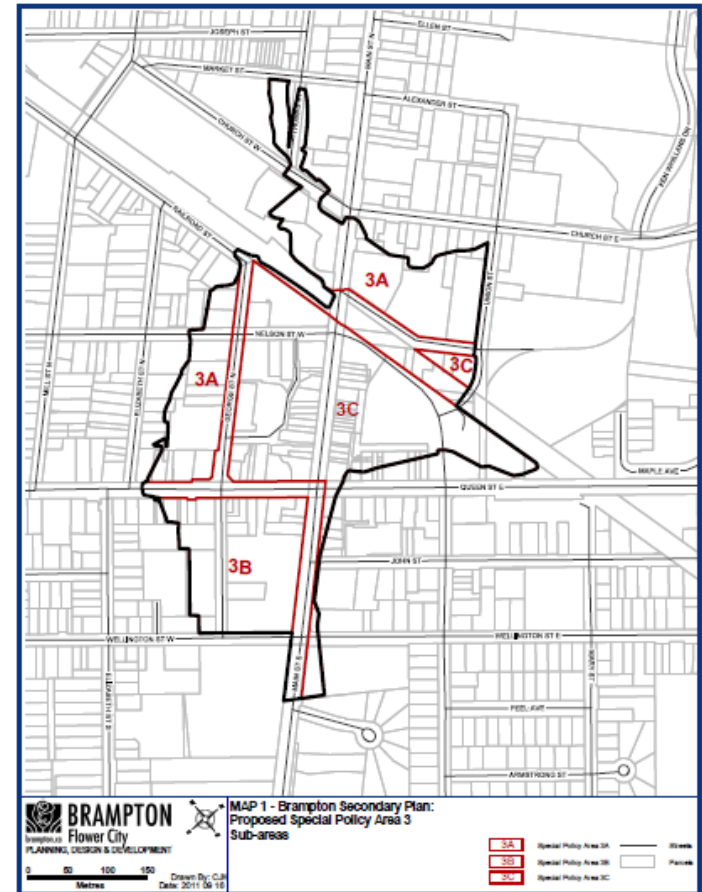 JOSEPH ST
ELLEN ST
MAIN ST N
MARKET ST
ALEXANDER ST
CHURCH ST W
KEN WHILLANS DR
RAILROAD ST
CHURCH ST E
3A
UNION ST
NELSON ST W
3C
3A
MILL ST N
ELIZABETH ST N
GEORGE ST N
3C
MAPLE AVE
QUEEN ST E
3B
JOHN ST
WELLINGTON ST W
WELLINGTON ST E
MAIN ST S
ELIZABETH ST S
MARY ST
PEEL AVE
ARMSTRONG ST
BRAMPTON
brampton.ca
Flower City
PLANNING, DESIGN & DEVELOPMENT
0 50 100 150
Metres
Drawn By: CJK
Date: 2011 09 16
MAP 1 - Brampton Secondary Plan:
Proposed Special Policy Area 3
Sub-areas
3A Special Policy Area 3A Streets
3B Special Policy Area 3B Parcels
3C Special Policy Area 3C